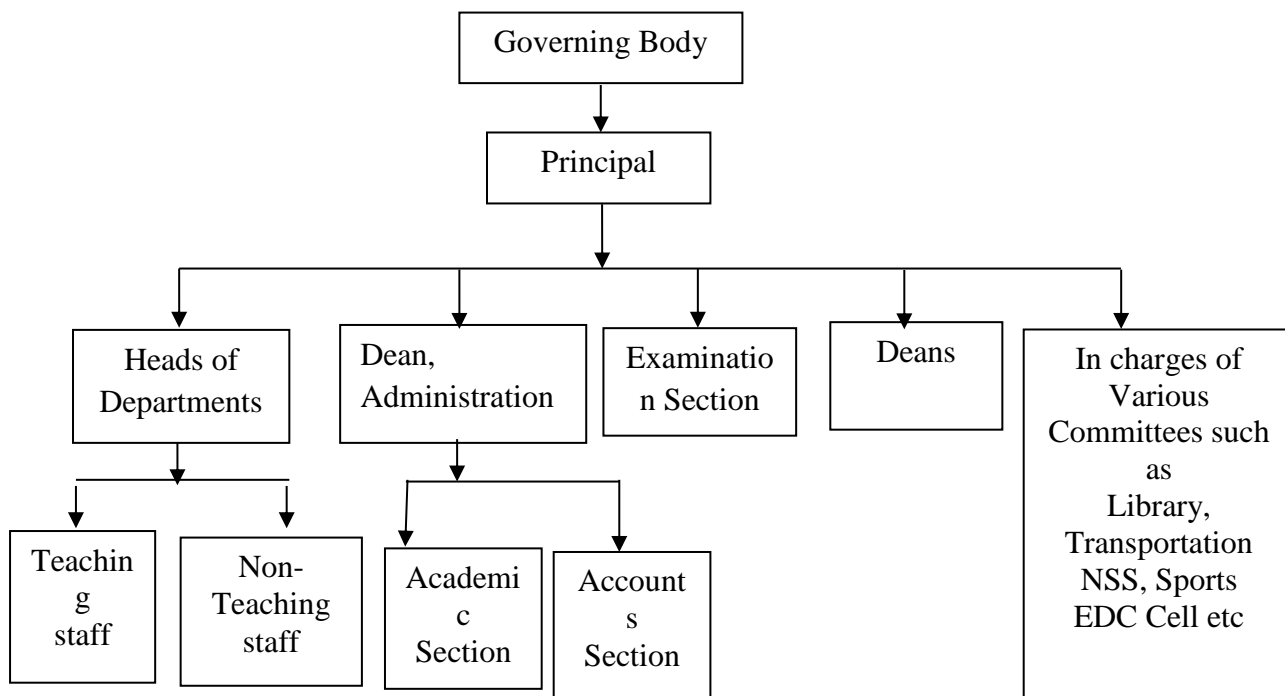 Governing Body
Principal
Heads of
Departments
Dean,
Administration
Examinatio
n Section
Deans
In charges of
Various
Committees such
as
Library,
Transportation
NSS, Sports
EDC Cell etc
Teachin
g
staff
Non-
Teaching
staff
Academi
c
Section
Account
s
Section